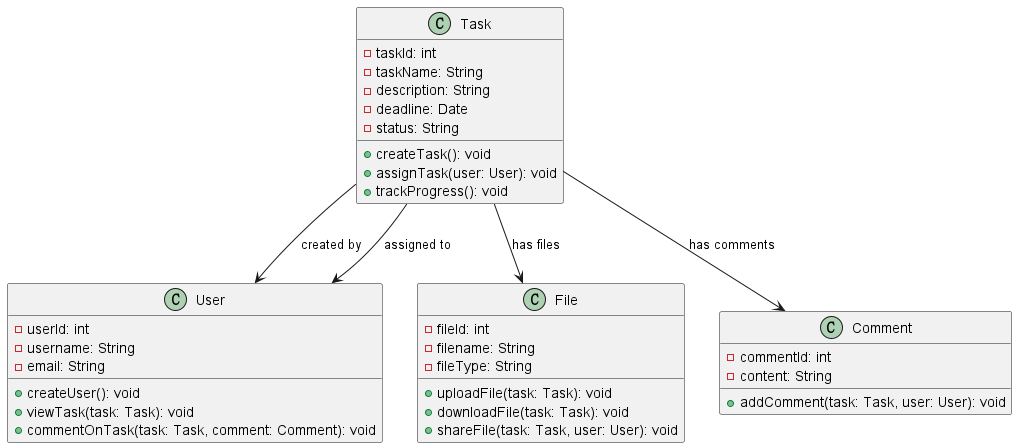 C Task
taskId: int
taskName: String
description: String
deadline: Date
status: String
createTask(): void
assignTask(user: User): void
trackProgress(): void
created by
assigned to
has files
has comments
C User
userId: int
username: String
email: String
createUser(): void
viewTask(task: Task): void
commentOnTask(task: Task, comment: Comment): void
C File
fileId: int
filename: String
fileType: String
uploadFile(task: Task): void
downloadFile(task: Task): void
shareFile(task: Task, user: User): void
C Comment
commentId: int
content: String
addComment(task: Task, user: User): void